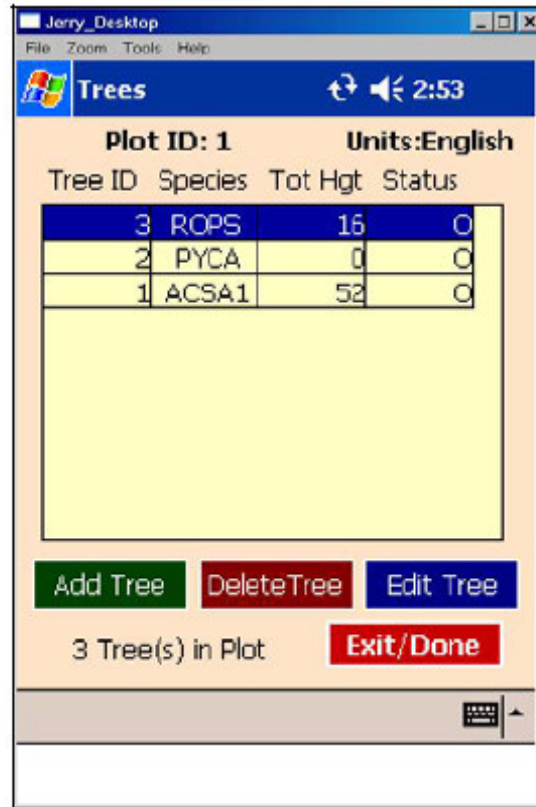 Jerry_Desktop
File Zoom Tools Help
Trees 2:53
Plot ID: 1 Units:English
Tree ID Species Tot Hgt Status
3 ROPS 16 O
2 PYCA 0 O
1 ACSA1 52 O
Add Tree DeleteTree Edit Tree
3 Tree(s) in Plot Exit/Done